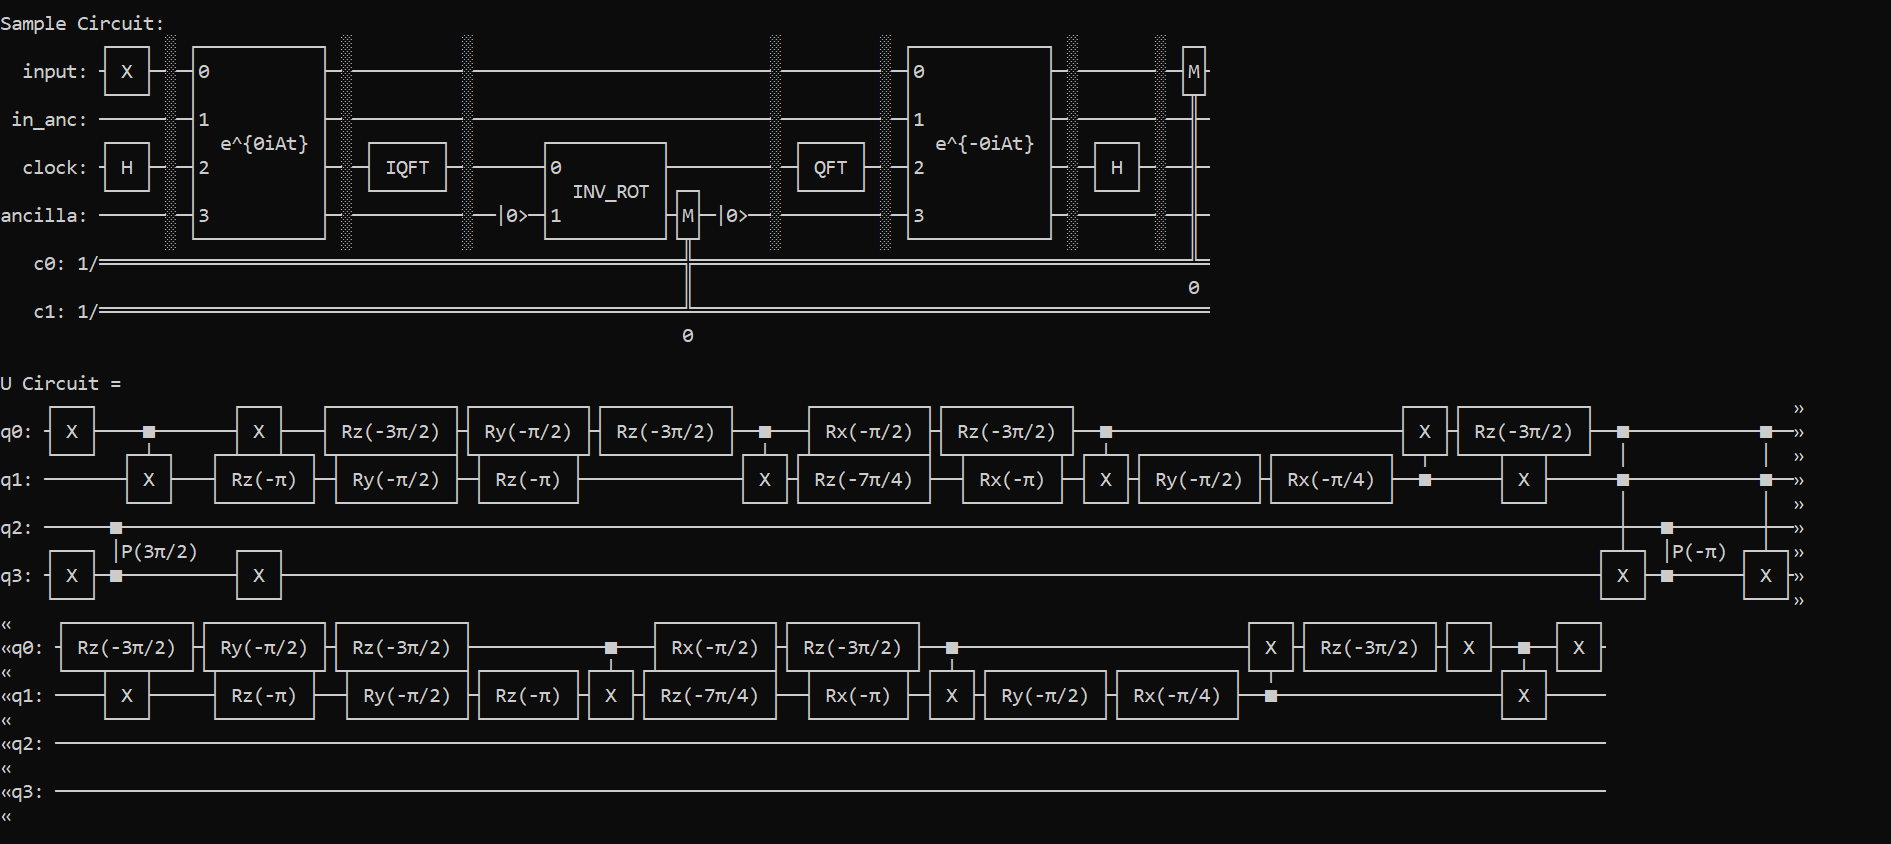 Sample Circuit:
input: X 0 0 M
in_anc: 1 1
e^{0iAt} e^{-0iAt}
clock: H 2 IQFT 0 QFT 2 H
INV_ROT
ancilla: 3 |0> 1 M |0> 3
c0: 1/
0
c1: 1/
0
U Circuit =
»
q0: X X Rz(-3π/2) Ry(-π/2) Rz(-3π/2) Rx(-π/2) Rz(-3π/2) X Rz(-3π/2) »
»
q1: X Rz(-π) Ry(-π/2) Rz(-π) X Rz(-7π/4) Rx(-π) X Ry(-π/2) Rx(-π/4) X »
»
q2: »
P(3π/2) P(-π) »
q3: X X X X »
»
«
«q0: Rz(-3π/2) Ry(-π/2) Rz(-3π/2) Rx(-π/2) Rz(-3π/2) X Rz(-3π/2) X X
«
«q1: X Rz(-π) Ry(-π/2) Rz(-π) X Rz(-7π/4) Rx(-π) X Ry(-π/2) Rx(-π/4) X
«
«q2:
«
«q3:
«